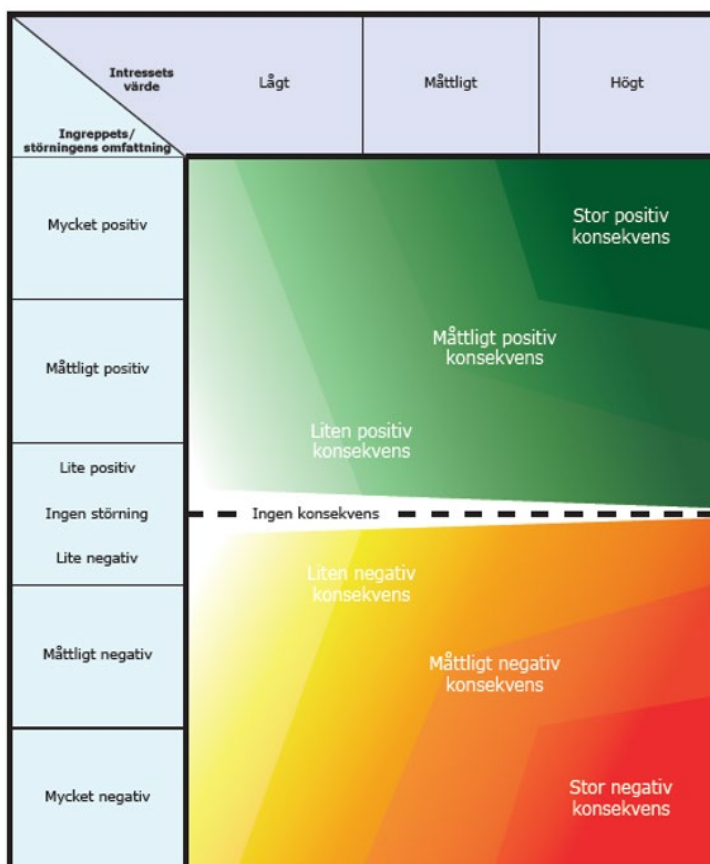 Intressets
värde
Ingreppets/
störningens omfattning
Lågt
Måttligt
Högt
Mycket positiv
Stor positiv
konsekvens
Måttligt positiv
Måttligt positiv
konsekvens
Liten positiv
konsekvens
Lite positiv
Ingen störning
Ingen konsekvens
Lite negativ
Liten negativ
konsekvens
Måttligt negativ
Måttligt negativ
konsekvens
Mycket negativ
Stor negativ
konsekvens